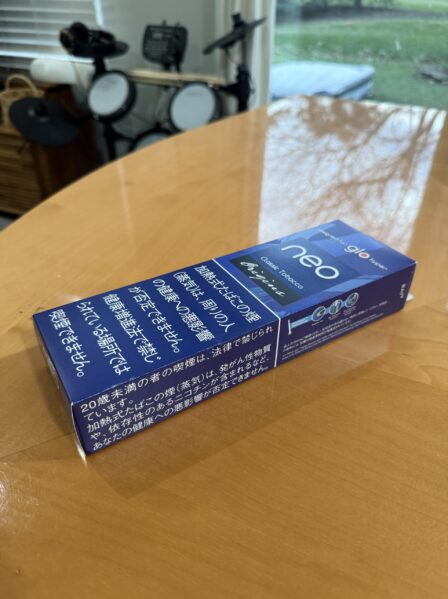 designed for glo hyper
neo
Classic Tobacco
Original
加熱式たばこの煙
(蒸気)は、周りの人
の健康への悪影響
が否定できません。
健康増進法で禁じ
られている場所では
喫煙できません。
20歳未満の者の喫煙は、法律で禁じられ
ています。
加熱式たばこの煙(蒸気)は、発がん性物質
や、依存性のあるニコチンが含まれるなど、
あなたの健康への悪影響が否定できません。